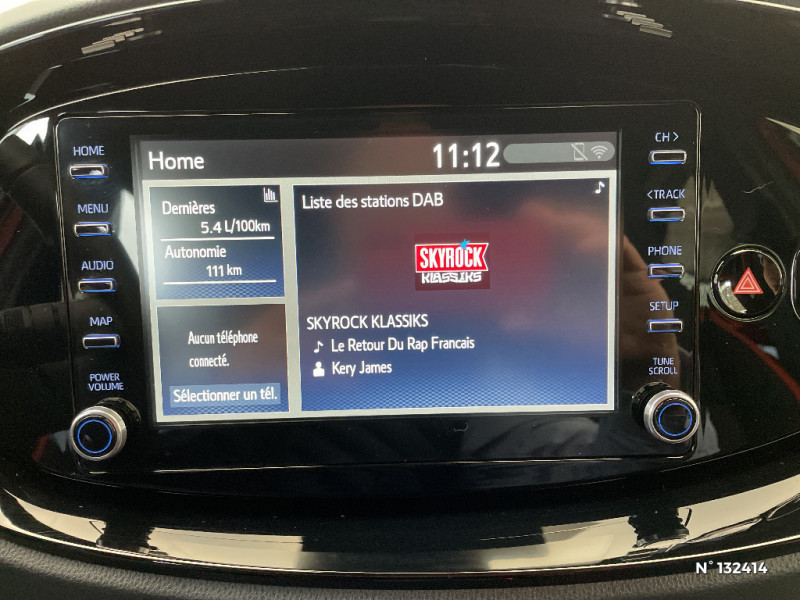 HOME
MENU
AUDIO
MAP
POWER
VOLUME
Home
11:12
Dernières
5.4 L/100km
Autonomie
111 km
Aucun téléphone
connecté.
Sélectionner un tél.
Liste des stations DAB
SKYROCK
KLASSIKS
SKYROCK KLASSIKS
Le Retour Du Rap Francais
Kery James
CH >
< TRACK
PHONE
SETUP
TUNE
SCROLL
N° 132414